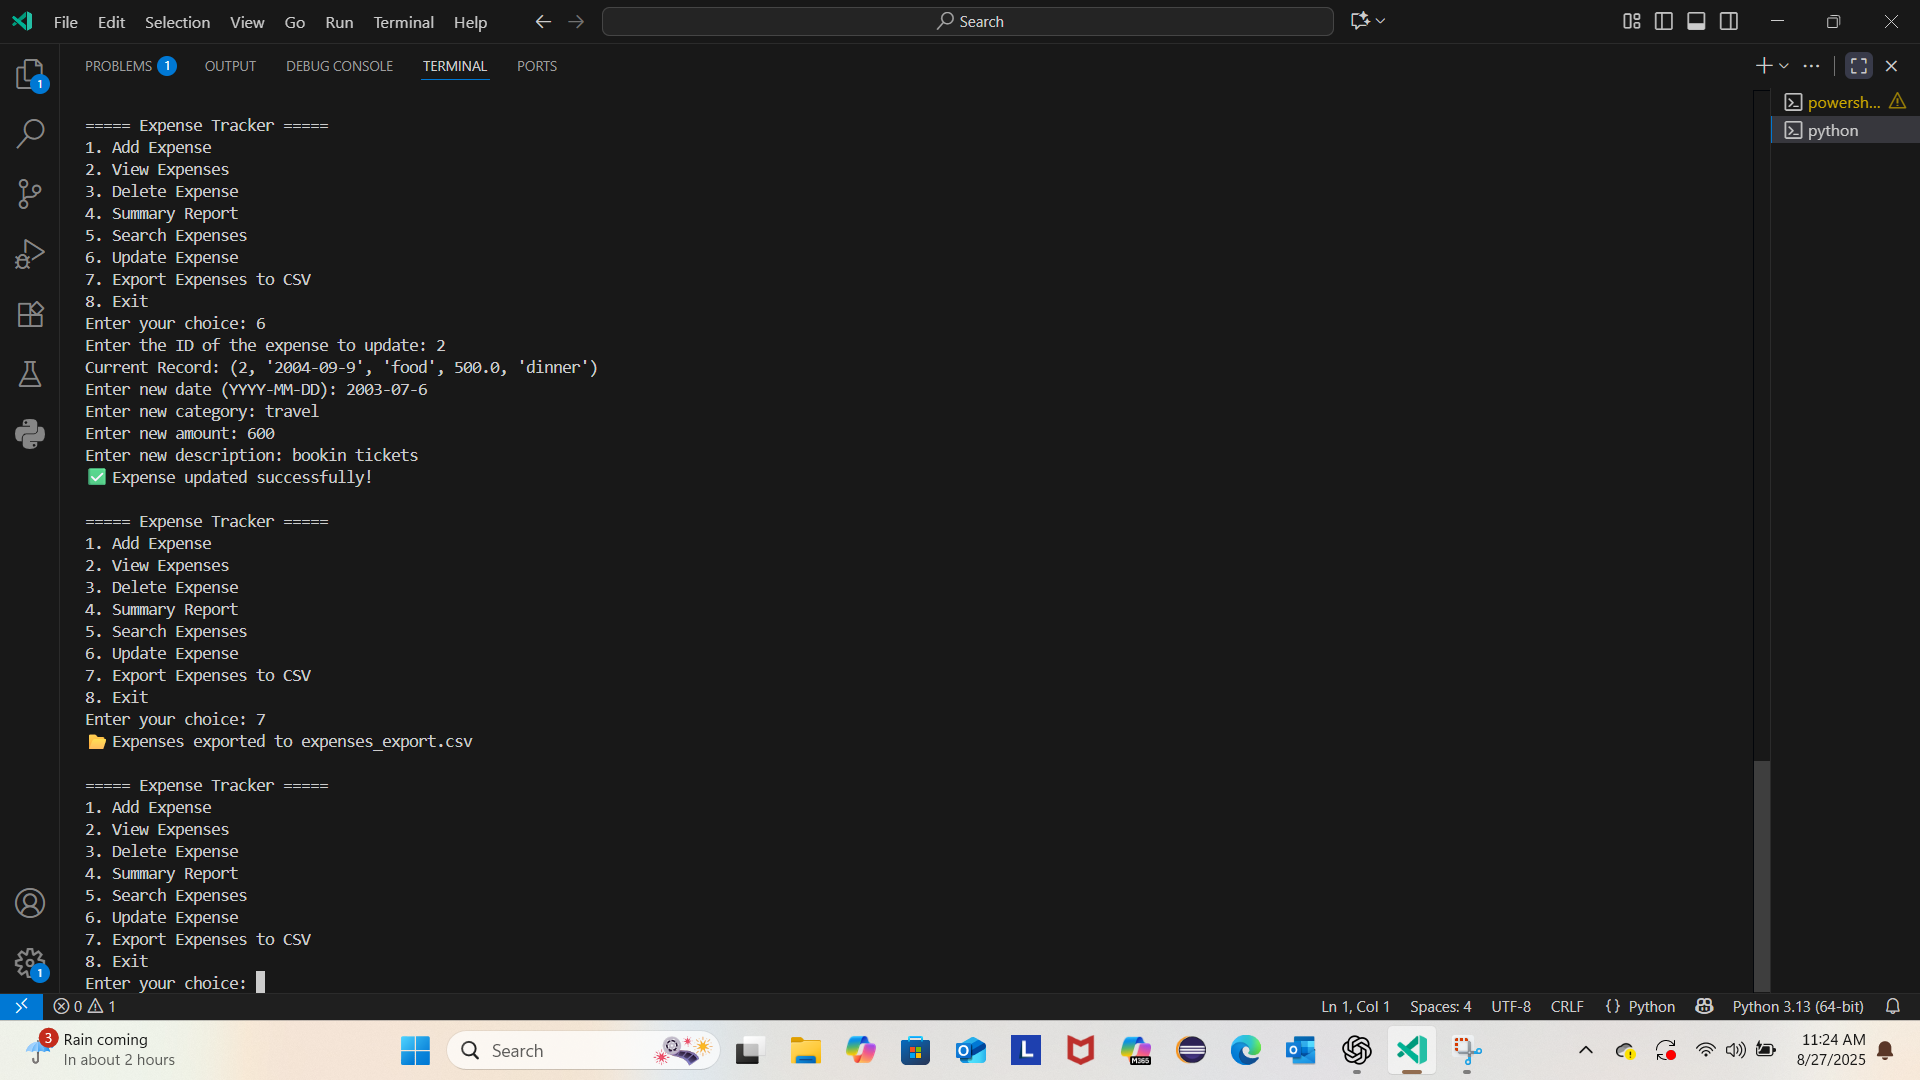 File Edit Selection View Go Run Terminal Help
Search
PROBLEMS 1 OUTPUT DEBUG CONSOLE TERMINAL PORTS
1
powersh...
python
===== Expense Tracker =====
1. Add Expense
2. View Expenses
3. Delete Expense
4. Summary Report
5. Search Expenses
6. Update Expense
7. Export Expenses to CSV
8. Exit
Enter your choice: 6
Enter the ID of the expense to update: 2
Current Record: (2, '2004-09-9', 'food', 500.0, 'dinner')
Enter new date (YYYY-MM-DD): 2003-07-6
Enter new category: travel
Enter new amount: 600
Enter new description: bookin tickets
✅ Expense updated successfully!
===== Expense Tracker =====
1. Add Expense
2. View Expenses
3. Delete Expense
4. Summary Report
5. Search Expenses
6. Update Expense
7. Export Expenses to CSV
8. Exit
Enter your choice: 7
📂 Expenses exported to expenses_export.csv
===== Expense Tracker =====
1. Add Expense
2. View Expenses
3. Delete Expense
4. Summary Report
5. Search Expenses
6. Update Expense
7. Export Expenses to CSV
8. Exit
Enter your choice:
1
0 1
Ln 1, Col 1 Spaces: 4 UTF-8 CRLF {} Python Python 3.13 (64-bit)
3
Rain coming
In about 2 hours
Search
L
M365
11:24 AM
8/27/2025